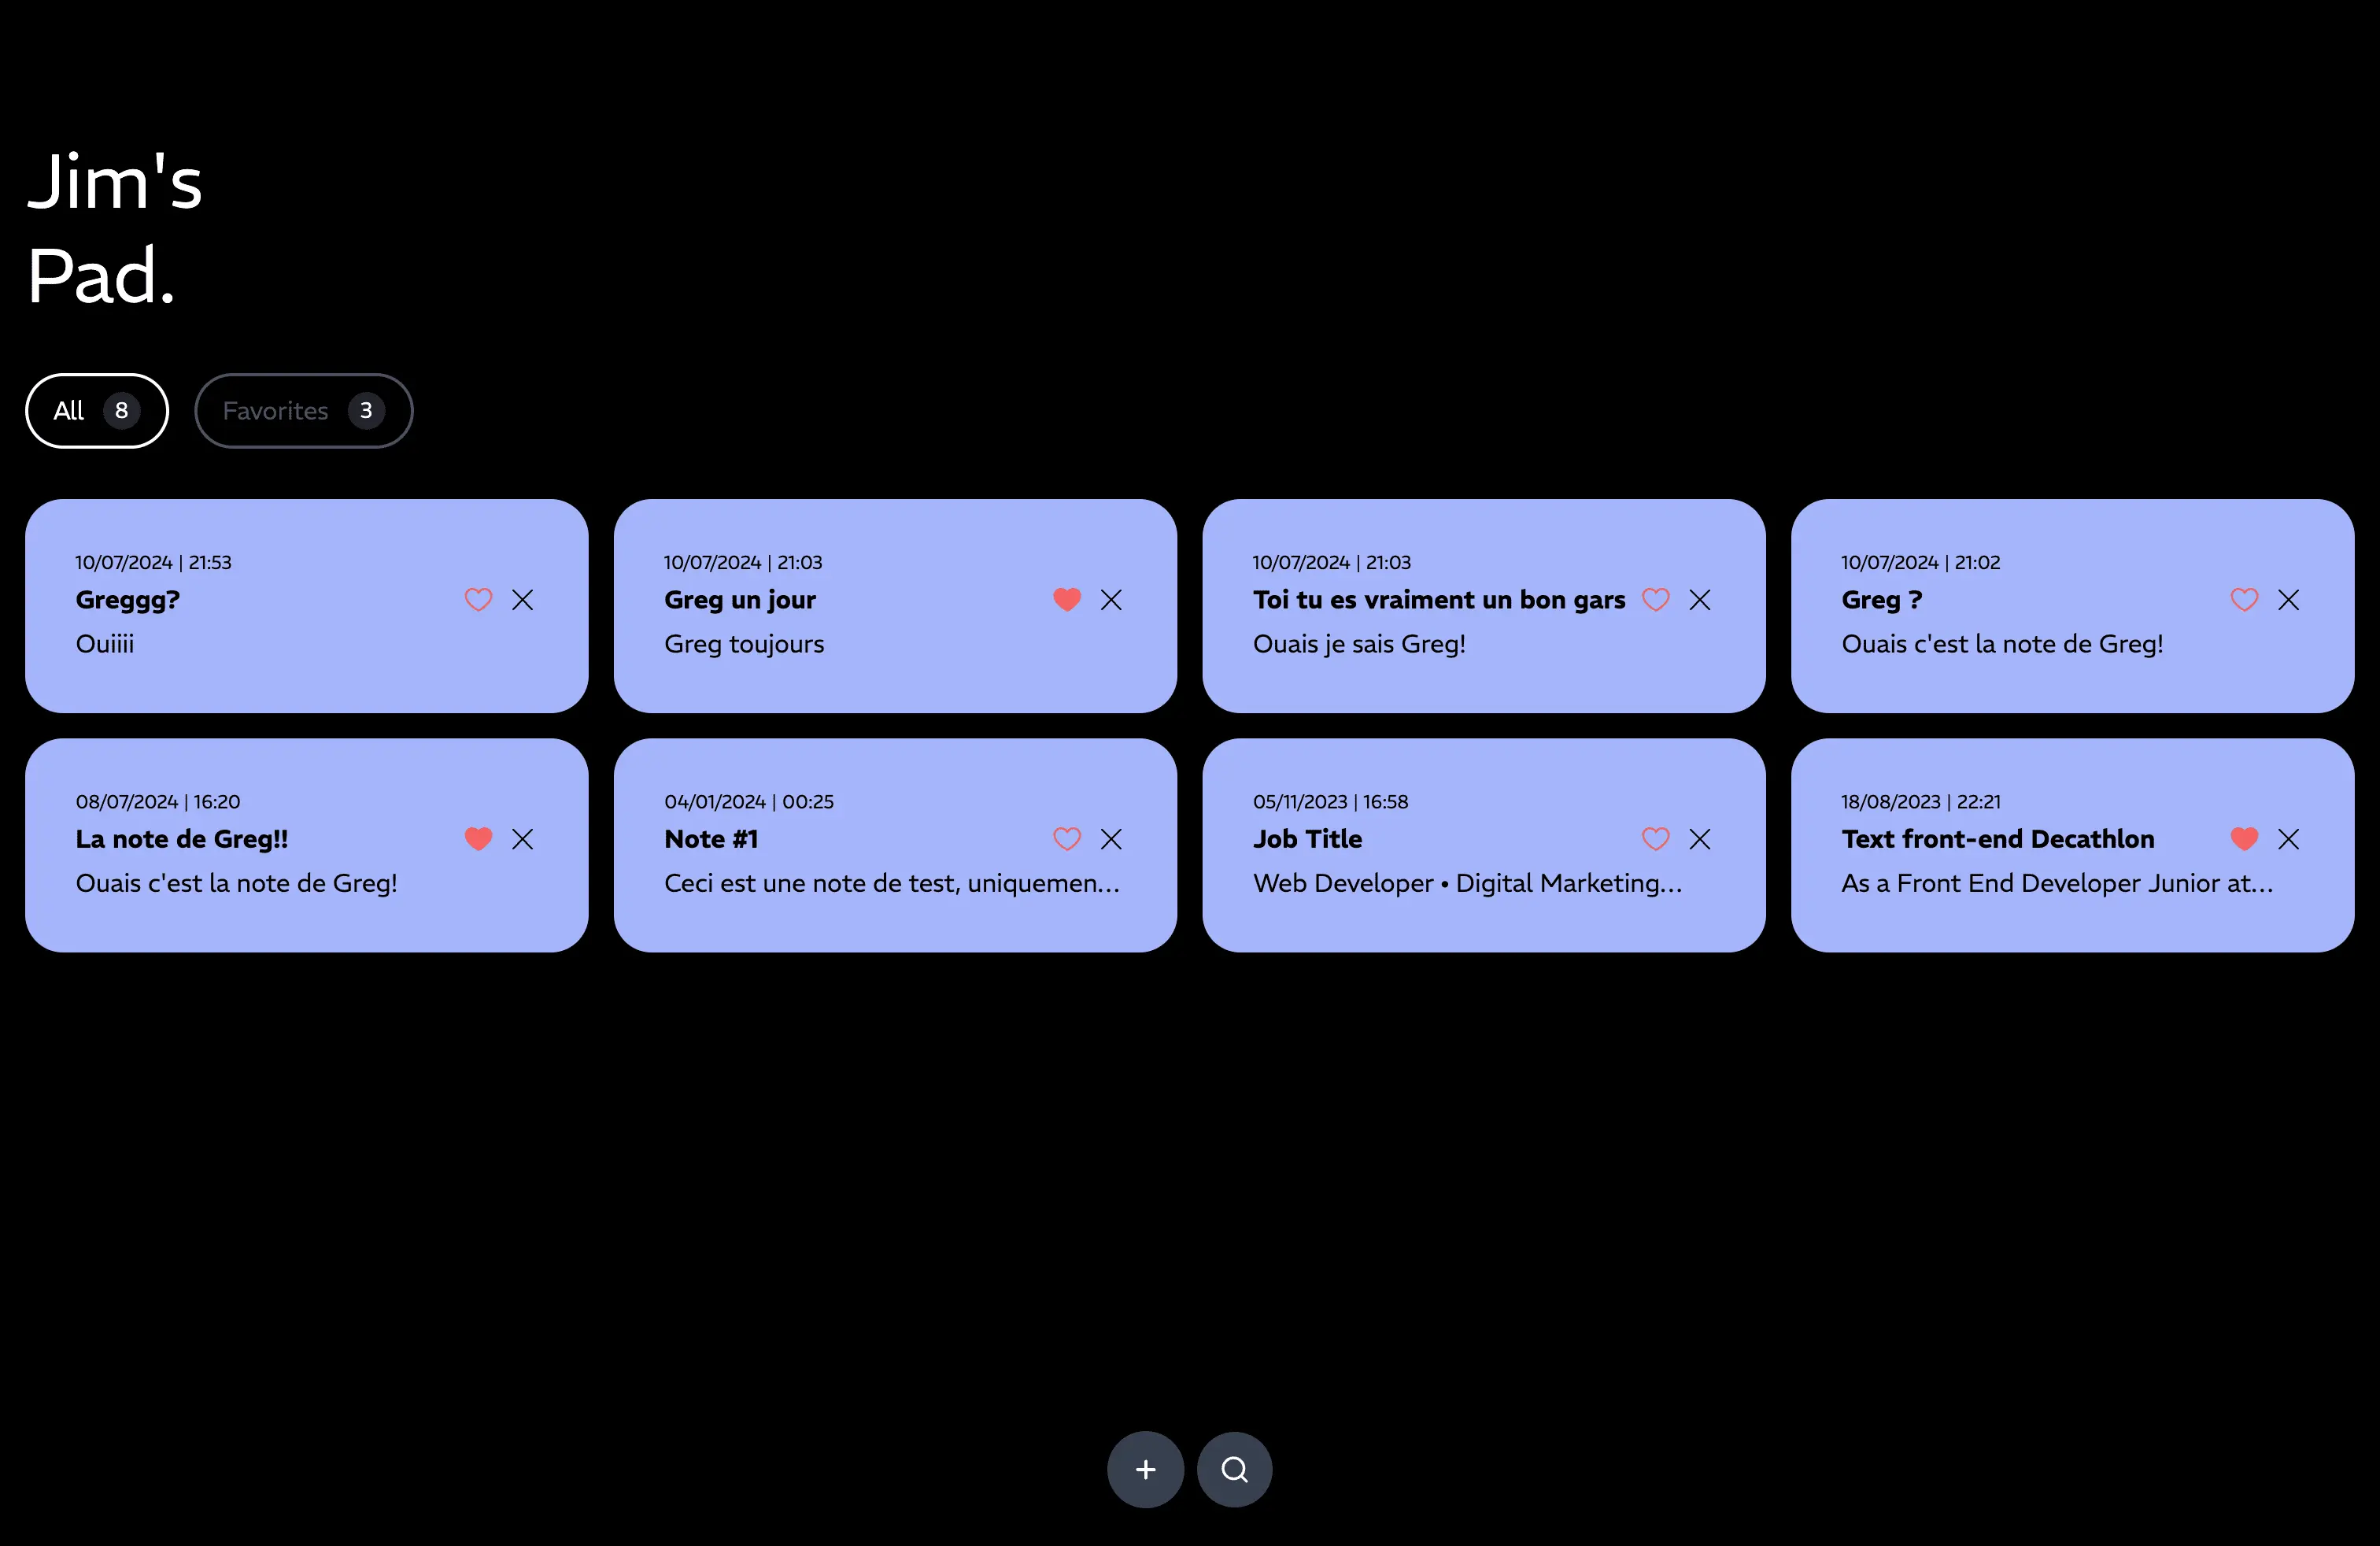 Jim's
Pad.
All 8
Favorites 3
10/07/2024 | 21:53
Greggg?
Ouiiii
10/07/2024 | 21:03
Greg un jour
Greg toujours
10/07/2024 | 21:03
Toi tu es vraiment un bon gars
Ouais je sais Greg!
10/07/2024 | 21:02
Greg ?
Ouais c'est la note de Greg!
08/07/2024 | 16:20
La note de Greg!!
Ouais c'est la note de Greg!
04/01/2024 | 00:25
Note #1
Ceci est une note de test, uniquemen...
05/11/2023 | 16:58
Job Title
Web Developer • Digital Marketing...
18/08/2023 | 22:21
Text front-end Decathlon
As a Front End Developer Junior at...